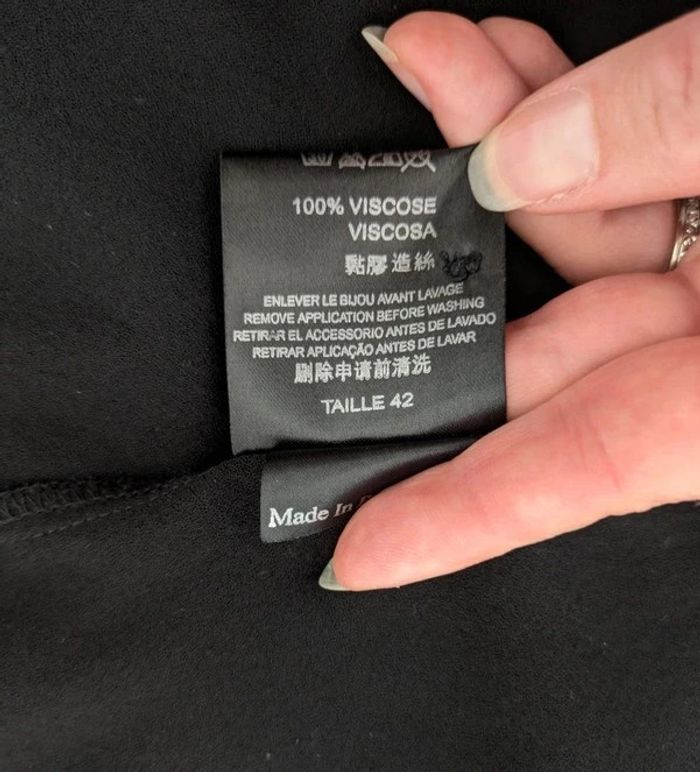 100% VISCOSE
VISCOSA
黏膠造絲
ENLEVER LE BIJOU AVANT LAVAGE
REMOVE APPLICATION BEFORE WASHING
RETIRAR EL ACCESSORIO ANTES DE LAVADO
RETIRAR APLICAÇÃO ANTES DE LAVAR
刪除申请前清洗
TAILLE 42
Made In